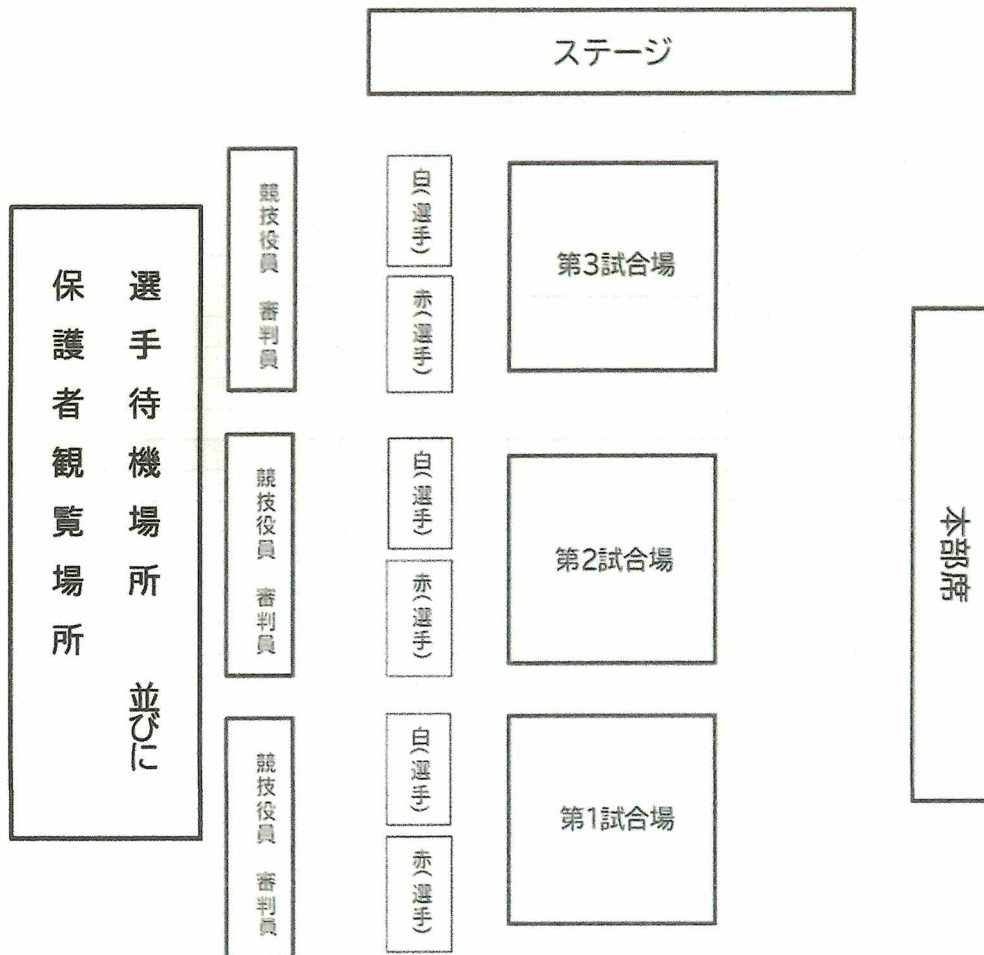 ステージ
選手待機場所 並びに
保護者観覧場所
競技役員 審判員
白(選手)
赤(選手)
第3試合場
競技役員 審判員
白(選手)
赤(選手)
第2試合場
競技役員 審判員
白(選手)
赤(選手)
第1試合場
本部席